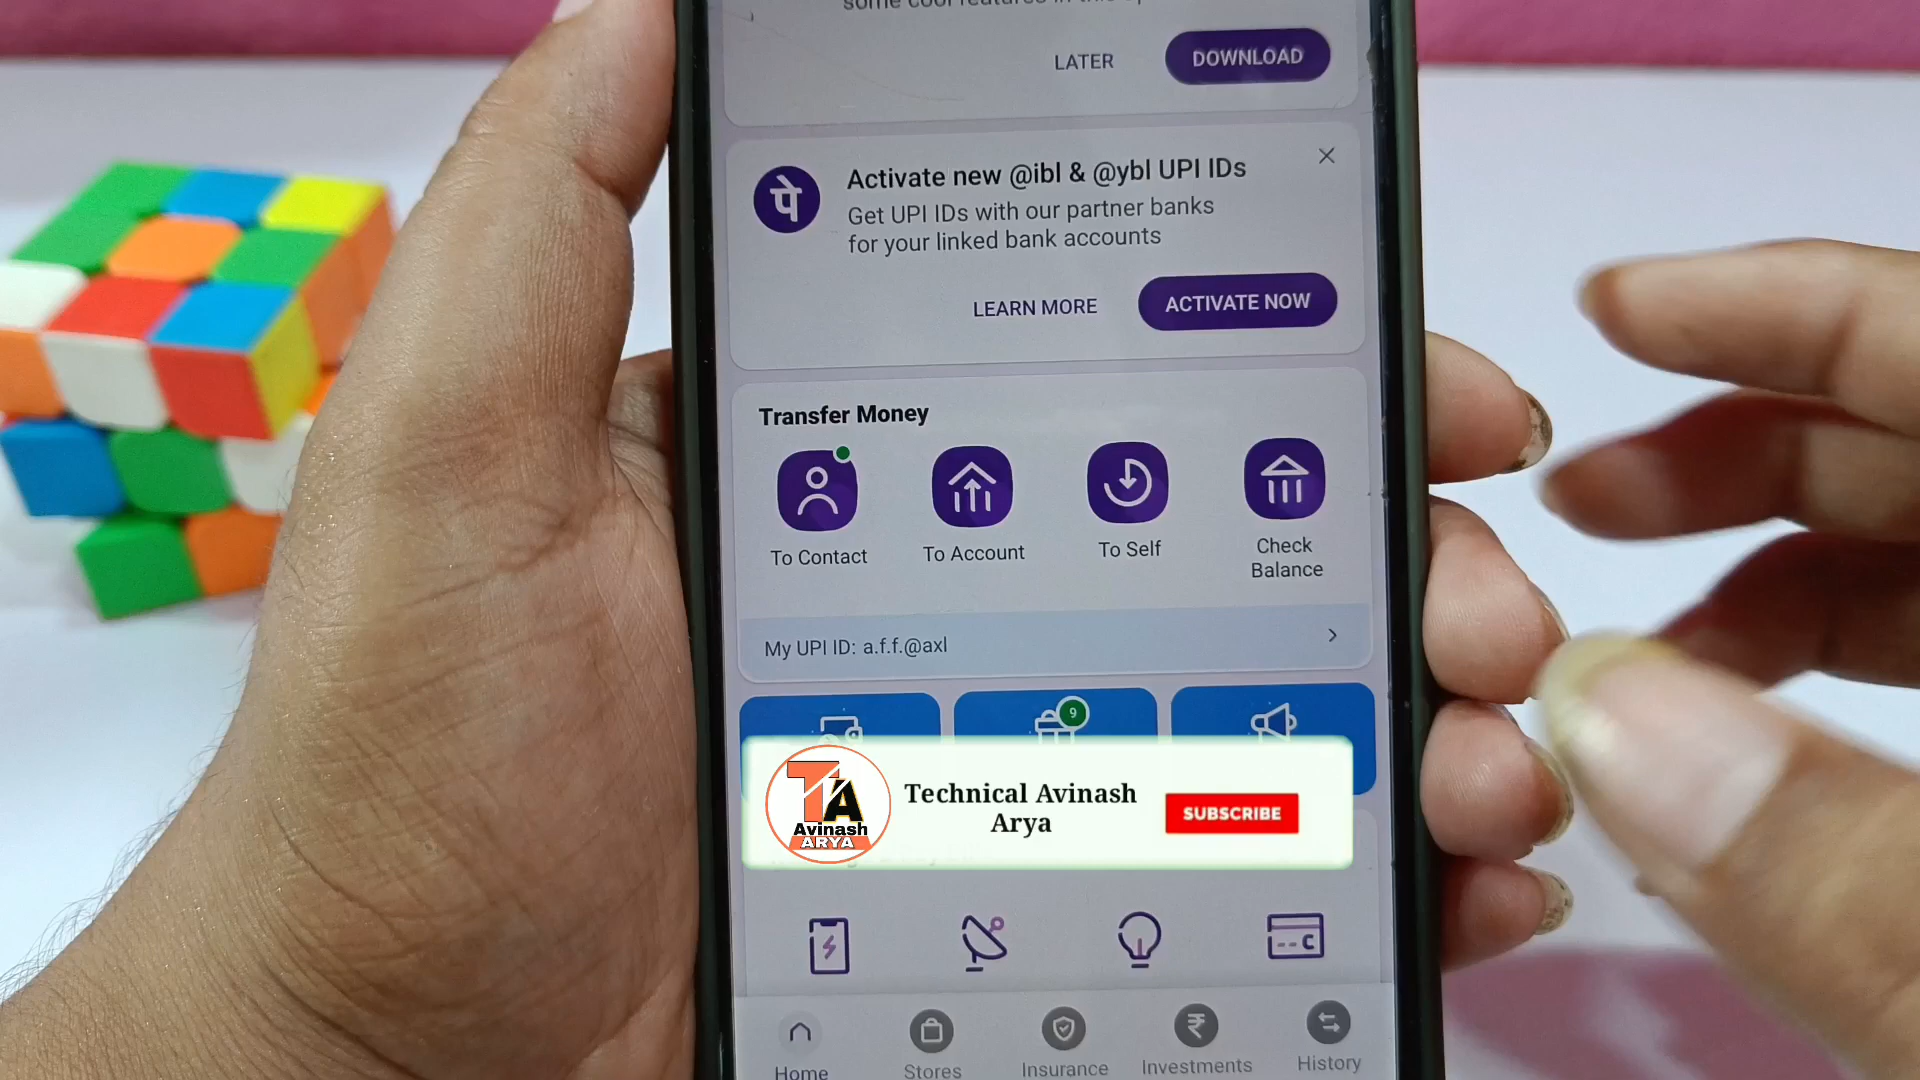 LATER
DOWNLOAD
पे
Activate new @ibl & @ybl UPI IDs
Get UPI IDs with our partner banks
for your linked bank accounts
LEARN MORE
ACTIVATE NOW
Transfer Money
To Contact
To Account
To Self
Check
Balance
My UPI ID: a.f.f.@axl
9
TA
Avinash
ARYA
Technical Avinash
Arya
SUBSCRIBE
Home
Stores
Insurance
Investments
History